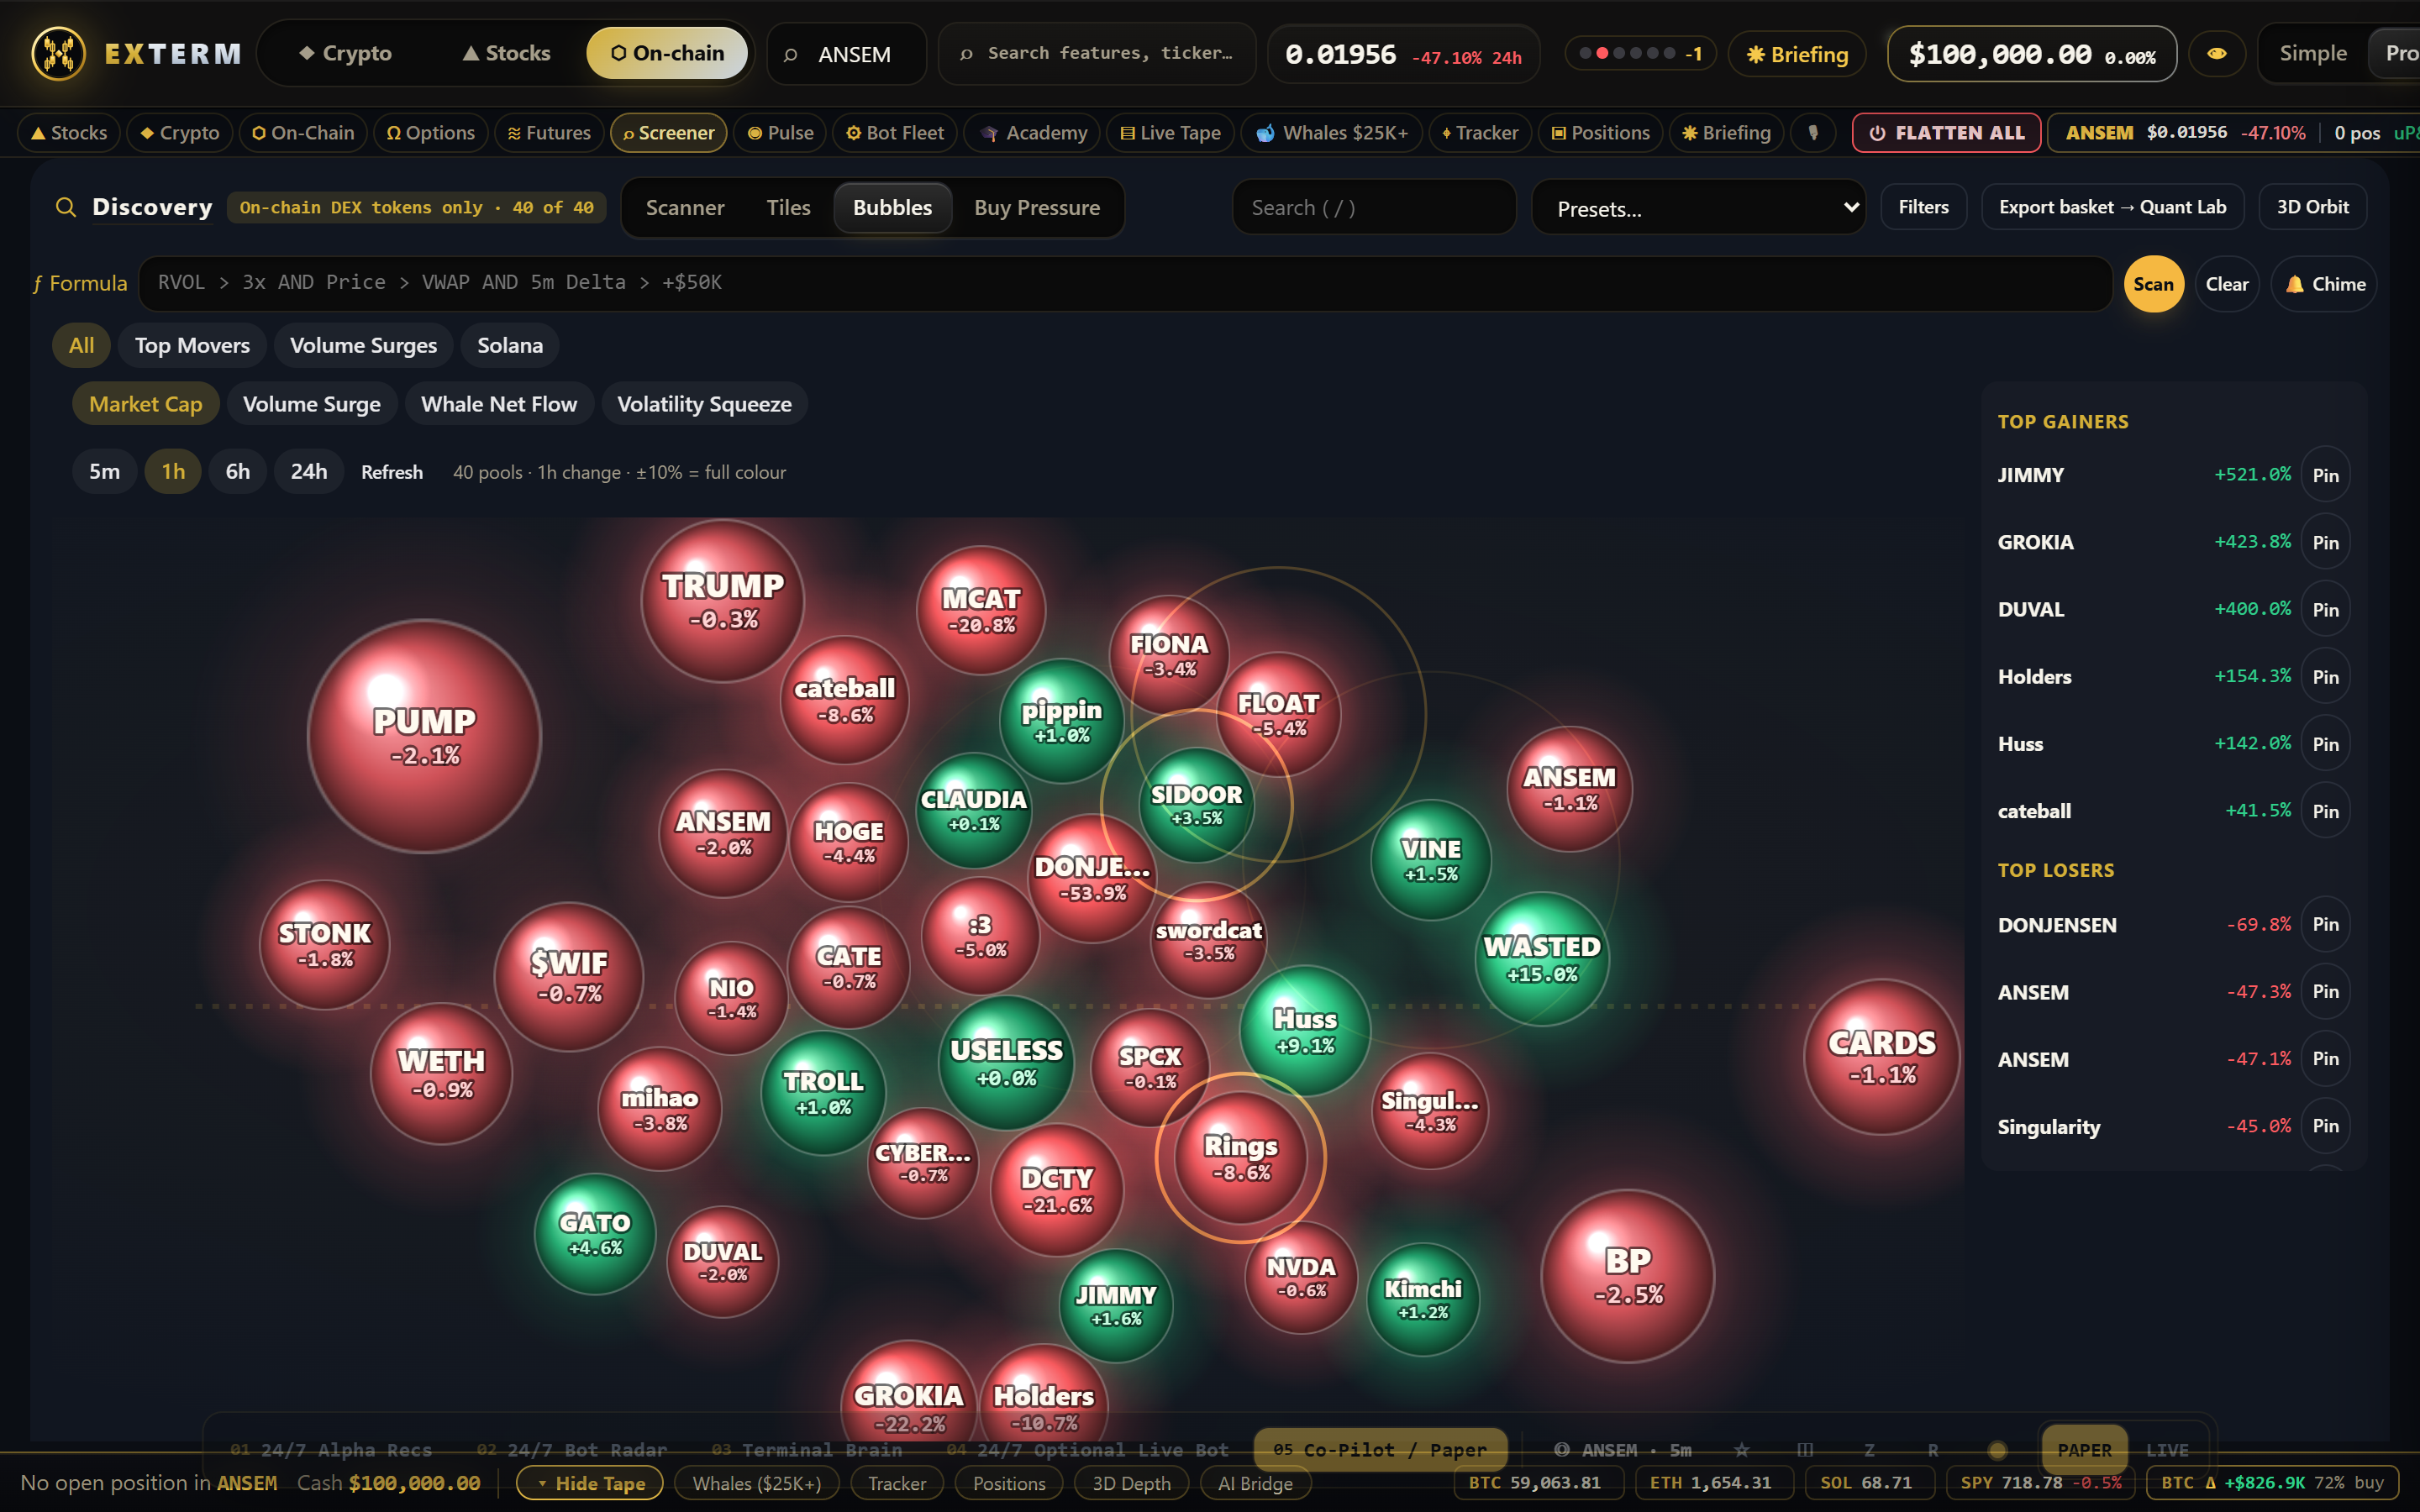 EXTERM
Crypto
Stocks
On-chain
ANSEM
Search features, ticker…
0.01956 -47.10% 24h
-1
Briefing
$100,000.00 0.00%
Simple
Pro
Stocks
Crypto
On-Chain
Options
Futures
Screener
Pulse
Bot Fleet
Academy
Live Tape
Whales $25K+
Tracker
Positions
Briefing
FLATTEN ALL
ANSEM $0.01956 -47.10% 0 pos
Discovery
On-chain DEX tokens only · 40 of 40
Scanner
Tiles
Bubbles
Buy Pressure
Search ( / )
Presets...
Filters
Export basket → Quant Lab
3D Orbit
ƒ Formula
RVOL > 3x AND Price > VWAP AND 5m Delta > +$50K
Scan
Clear
Chime
All
Top Movers
Volume Surges
Solana
Market Cap
Volume Surge
Whale Net Flow
Volatility Squeeze
5m
1h
6h
24h
Refresh
40 pools · 1h change · ±10% = full colour
TRUMP
-0.3%
MCAT
-20.8%
FIONA
-3.4%
cateball
-8.6%
pippin
+1.0%
FLOAT
-5.4%
PUMP
-2.1%
ANSEM
-1.1%
CLAUDIA
+0.1%
SIDOOR
+3.5%
ANSEM
-2.0%
HOGE
-4.4%
VINE
+1.5%
DONJE...
-53.9%
STONK
-1.8%
$WIF
-0.7%
CATE
-0.7%
:3
-5.0%
swordcat
-3.5%
WASTED
+15.0%
NIO
-1.4%
Huss
+9.1%
CARDS
-1.1%
WETH
-0.9%
USELESS
+0.0%
SPCX
-0.1%
mihao
-3.8%
TROLL
+1.0%
Singul...
-4.3%
CYBER...
-0.7%
DCTY
-21.6%
Rings
-8.6%
GATO
+4.6%
DUVAL
-2.0%
NVDA
-0.6%
Kimchi
+1.2%
BP
-2.5%
JIMMY
+1.6%
GROKIA
-22.2%
Holders
-10.7%
TOP GAINERS
JIMMY +521.0% Pin
GROKIA +423.8% Pin
DUVAL +400.0% Pin
Holders +154.3% Pin
Huss +142.0% Pin
cateball +41.5% Pin
TOP LOSERS
DONJENSEN -69.8% Pin
ANSEM -47.3% Pin
ANSEM -47.1% Pin
Singularity -45.0% Pin
01 24/7 Alpha Recs
02 24/7 Bot Radar
03 Terminal Brain
04 24/7 Optional Live Bot
05 Co-Pilot / Paper
ANSEM · 5m
Z
R
PAPER
LIVE
No open position in ANSEM Cash $100,000.00
Hide Tape
Whales ($25K+)
Tracker
Positions
3D Depth
AI Bridge
BTC 59,063.81
ETH 1,654.31
SOL 68.71
SPY 718.78 -0.5%
BTC Δ +$826.9K 72% buy